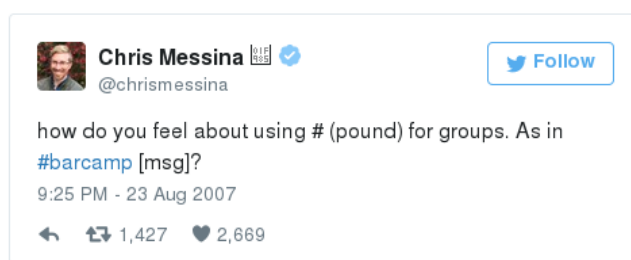 Chris Messina
@chrismessina
Follow
how do you feel about using # (pound) for groups. As in
#barcamp [msg]?
9:25 PM - 23 Aug 2007
1,427 2,669